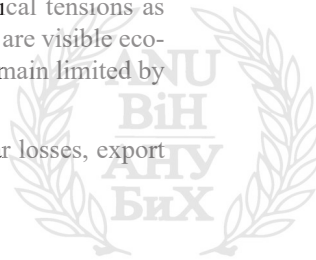 ical tensions as
are visible eco-
main limited by
r losses, export
ANU
BiH
АНУ
БиХ